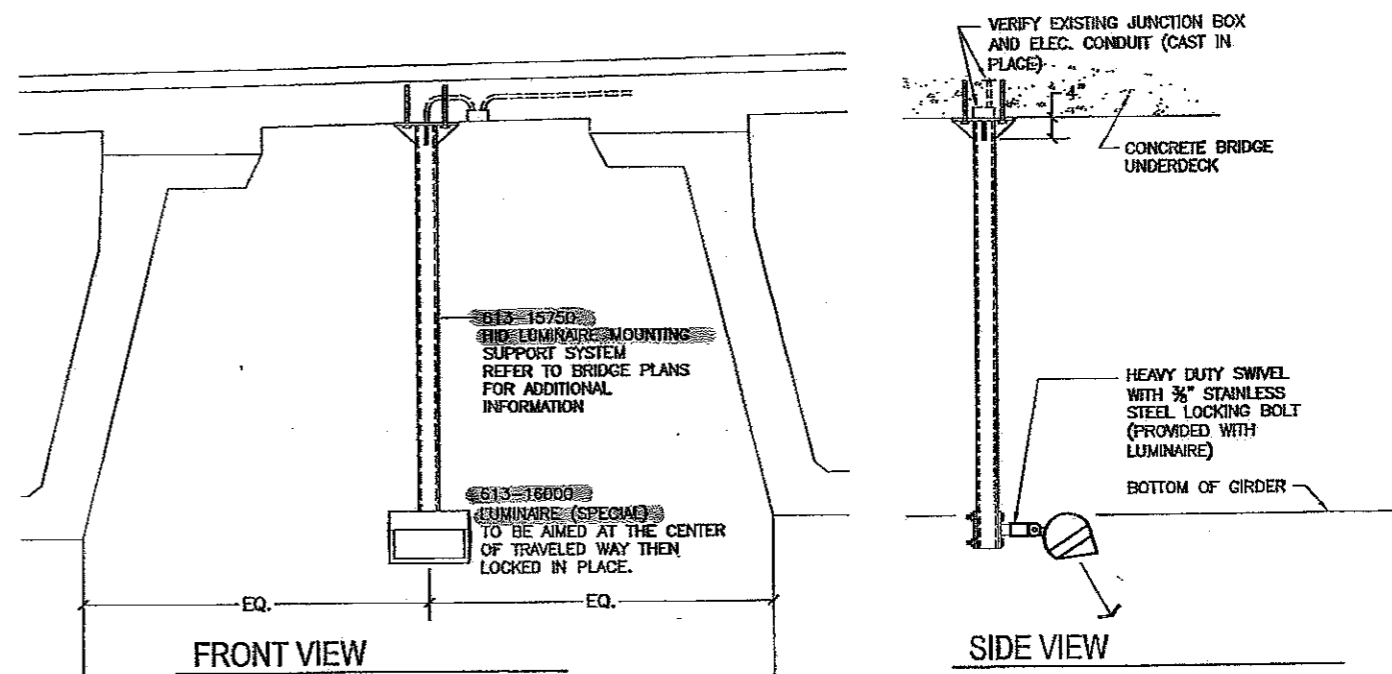 VERIFY EXISTING JUNCTION BOX
AND ELEC. CONDUIT (CAST IN
PLACE)
4"
CONCRETE BRIDGE
UNDERDECK
613-15750
HID LUMINAIRE MOUNTING
SUPPORT SYSTEM
REFER TO BRIDGE PLANS
FOR ADDITIONAL
INFORMATION
HEAVY DUTY SWIVEL
WITH ⅜" STAINLESS
STEEL LOCKING BOLT
(PROVIDED WITH
LUMINAIRE)
BOTTOM OF GIRDER
613-16000
LUMINAIRE (SPECIAL)
TO BE AIMED AT THE CENTER
OF TRAVELED WAY THEN
LOCKED IN PLACE.
EQ.
EQ.
FRONT VIEW
SIDE VIEW